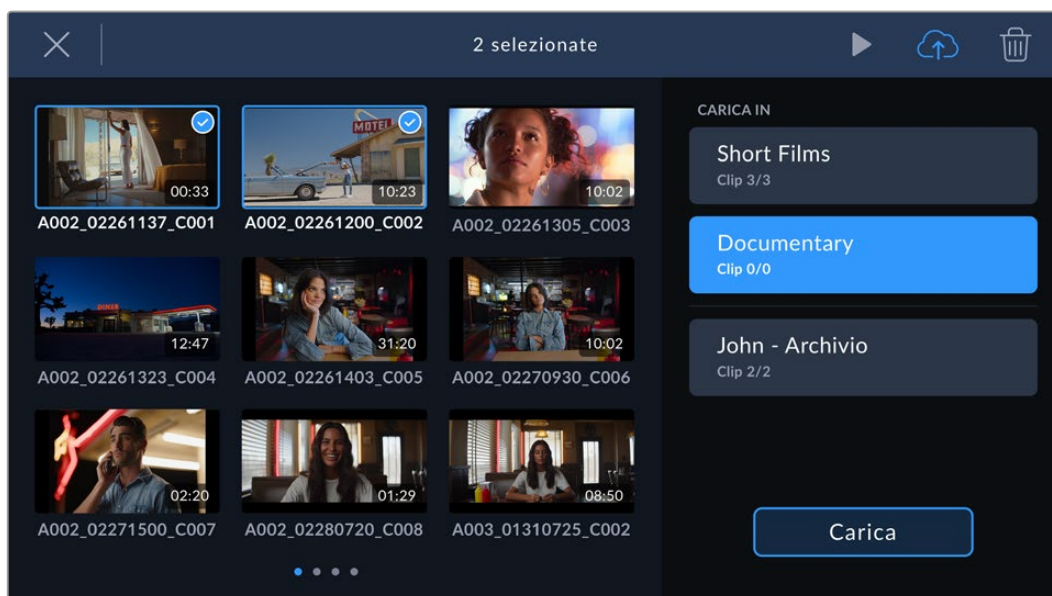 2 selezionate
MOTEL
00:33
10:23
10:02
A002_02261137_C001
A002_02261200_C002
A002_02261305_C003
DINER
12:47
31:20
10:02
A002_02261323_C004
A002_02261403_C005
A002_02270930_C006
02:20
01:29
08:50
A002_02271500_C007
A002_02280720_C008
A003_01310725_C002
CARICA IN
Short Films
Clip 3/3
Documentary
Clip 0/0
John - Archivio
Clip 2/2
Carica